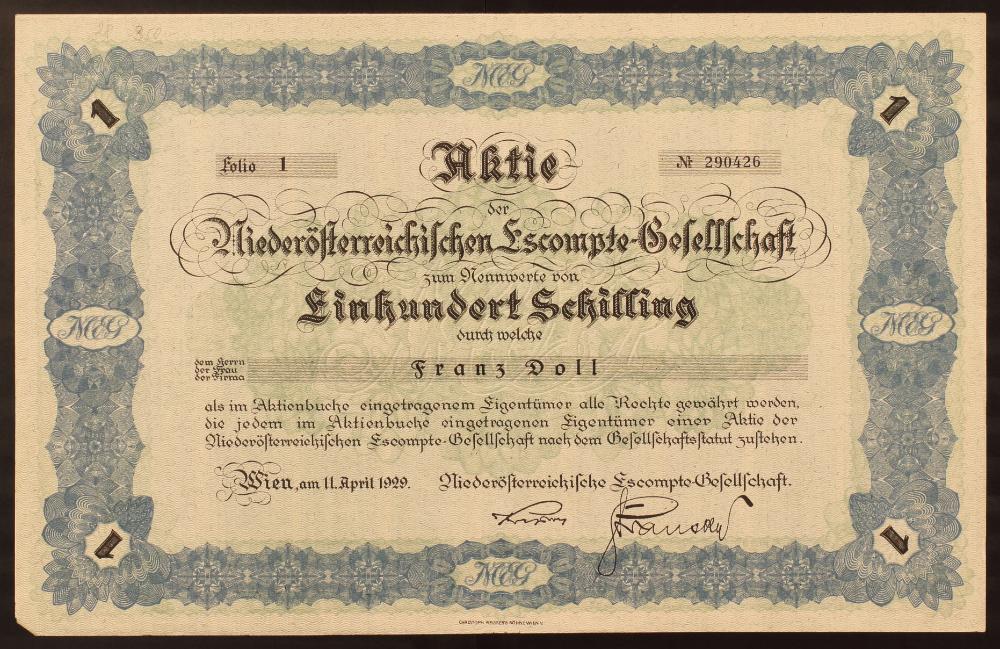 NEG
1 1
Folio 1 Aktie № 290426
der
Niederösterreichischen Escompte-Gesellschaft
zum Nennwerte von
Einhundert Schilling
durch welche
dem Herrn
der Frau
der Firma
Franz Doll
NEG NEG
als im Aktienbuche eingetragenem Eigentümer alle Rechte gewährt werden,
die jedem im Aktienbuche eingetragenen Eigentümer einer Aktie der
Niederösterreichischen Escompte-Gesellschaft nach dem Gesellschaftsstatut zustehen.
Wien, am 11. April 1929. Niederösterreichische Escompte-Gesellschaft.
1 1
NEG